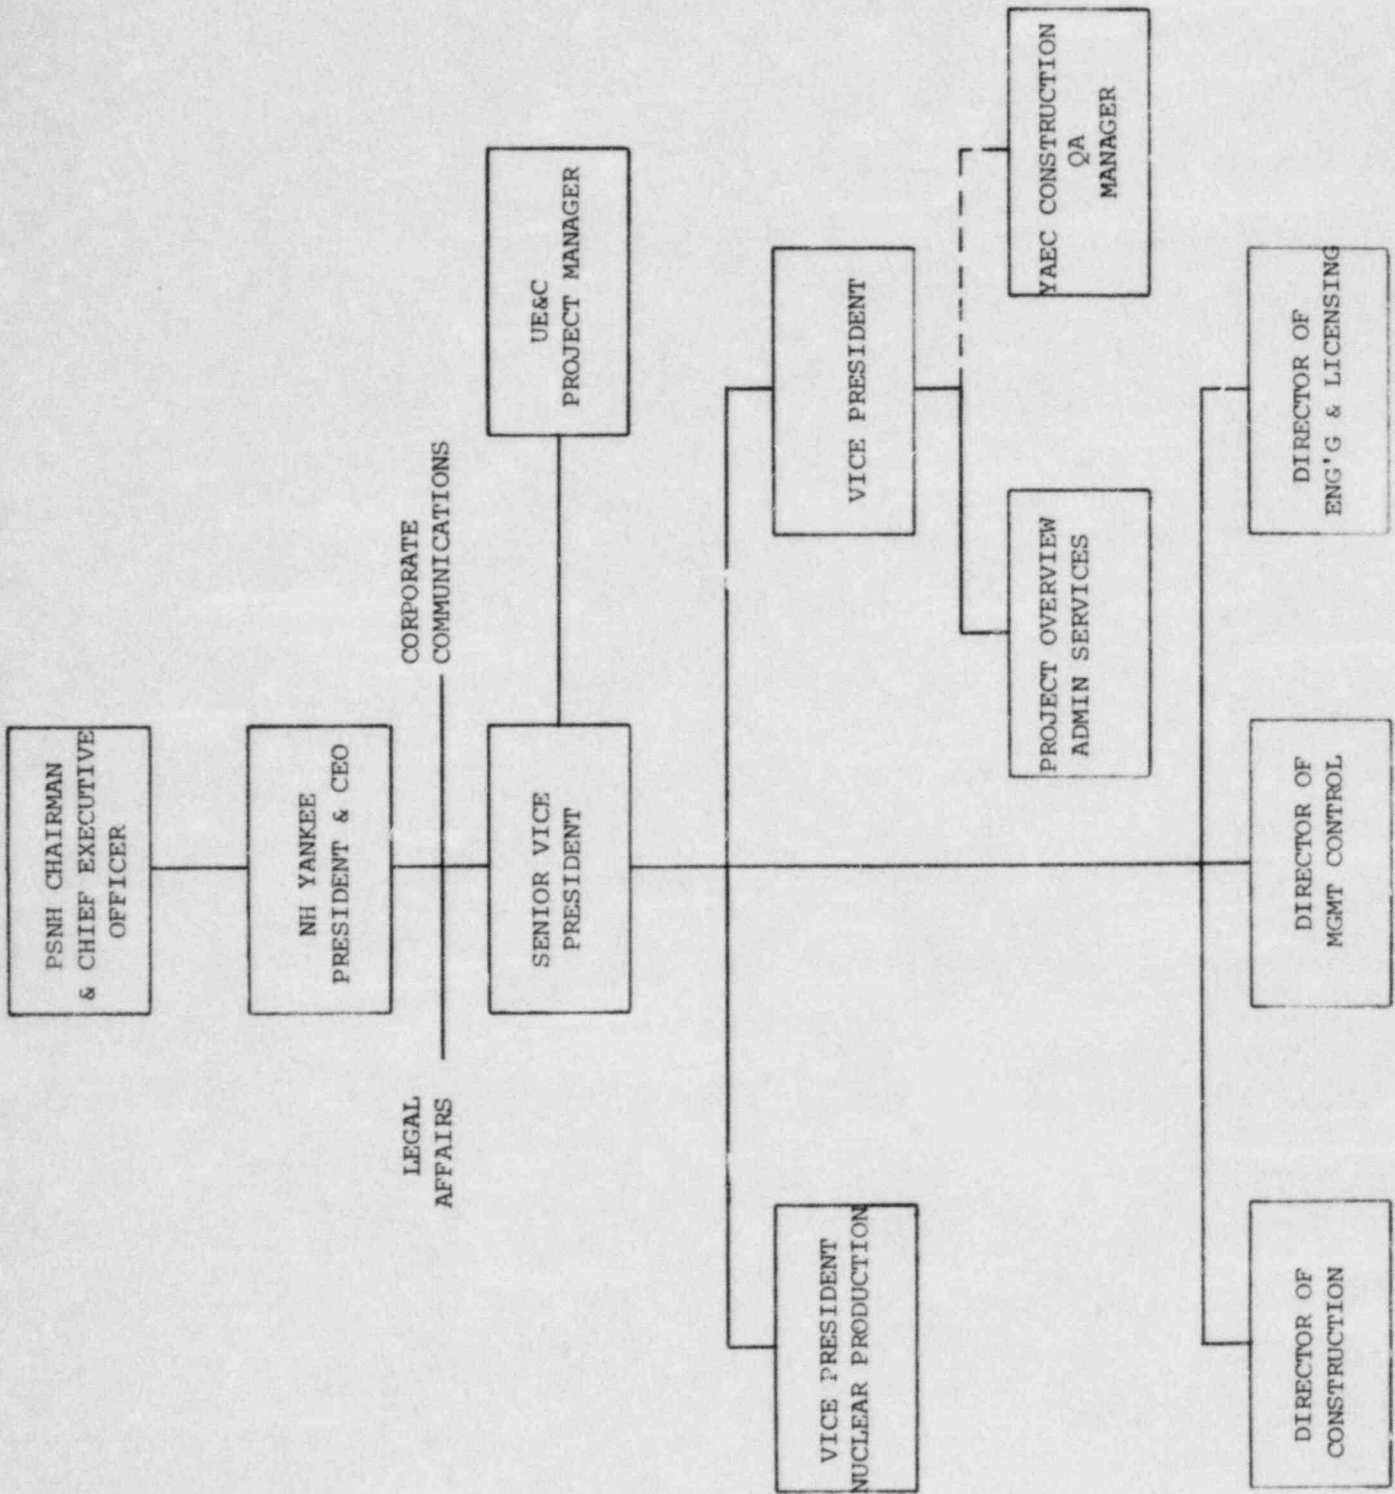 PSNH CHAIRMAN
& CHIEF EXECUTIVE
OFFICER
NH YANKEE
PRESIDENT & CEO
LEGAL
AFFAIRS
CORPORATE
COMMUNICATIONS
SENIOR VICE
PRESIDENT
UE&C
PROJECT MANAGER
VICE PRESIDENT
NUCLEAR PRODUCTION
VICE PRESIDENT
PROJECT OVERVIEW
ADMIN SERVICES
YAEC CONSTRUCTION
QA
MANAGER
DIRECTOR OF
CONSTRUCTION
DIRECTOR OF
MGMT CONTROL
DIRECTOR OF
ENG'G & LICENSING